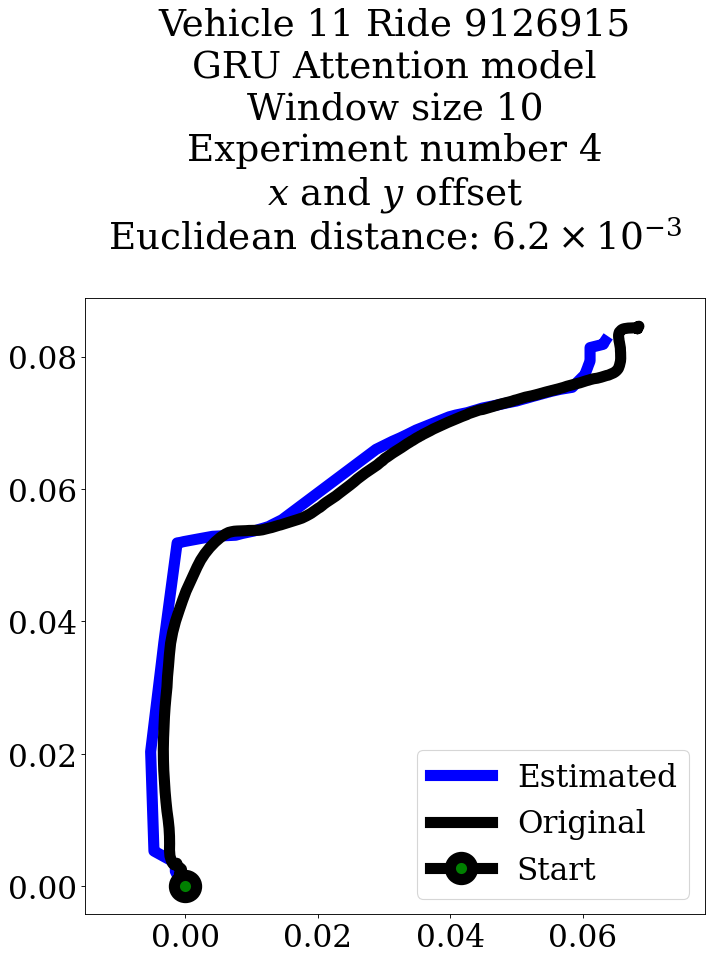 Vehicle 11 Ride 9126915
GRU Attention model
Window size 10
Experiment number 4
x and y offset
Euclidean distance: 6.2 × 10⁻³
0.08
0.06
0.04
0.02
0.00
Estimated
Original
Start
0.00 0.02 0.04 0.06